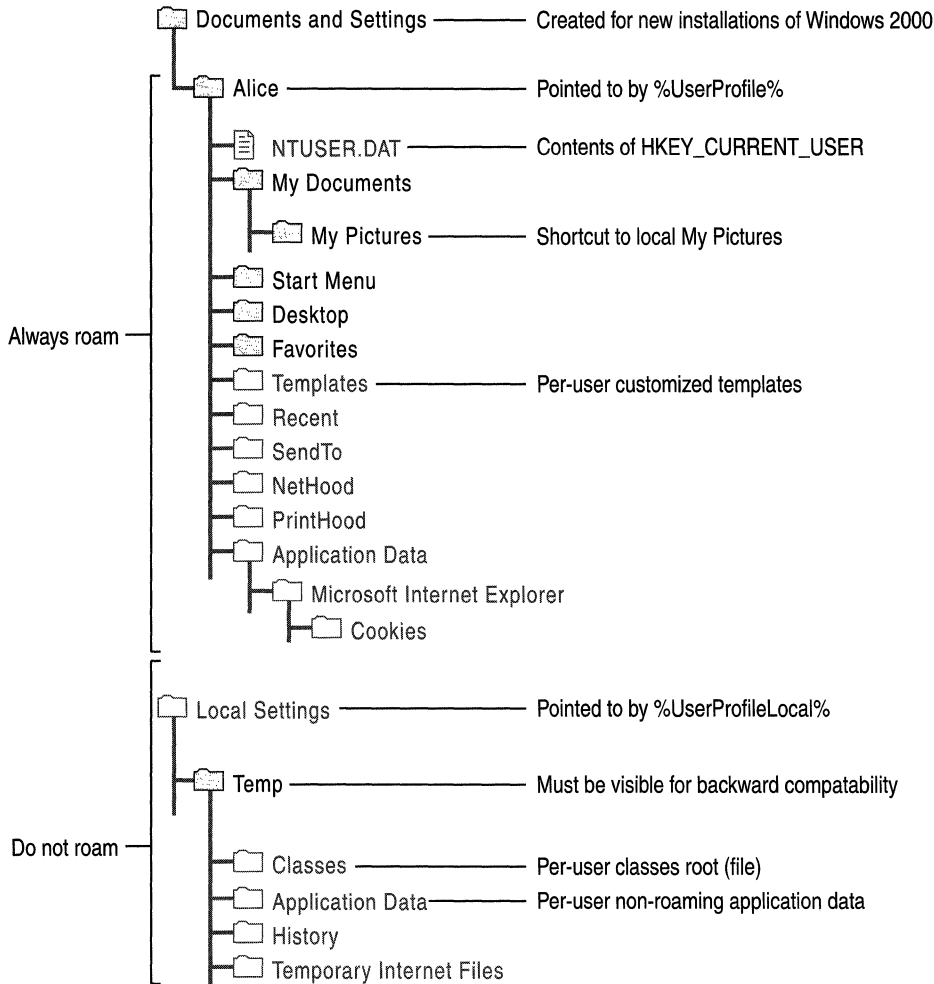 Documents and Settings Created for new installations of Windows 2000
Alice Pointed to by %UserProfile%
NTUSER.DAT Contents of HKEY_CURRENT_USER
My Documents
My Pictures Shortcut to local My Pictures
Start Menu
Desktop
Always roam
Favorites
Templates Per-user customized templates
Recent
SendTo
NetHood
PrintHood
Application Data
Microsoft Internet Explorer
Cookies
Local Settings Pointed to by %UserProfileLocal%
Temp Must be visible for backward compatability
Do not roam
Classes Per-user classes root (file)
Application Data Per-user non-roaming application data
History
Temporary Internet Files